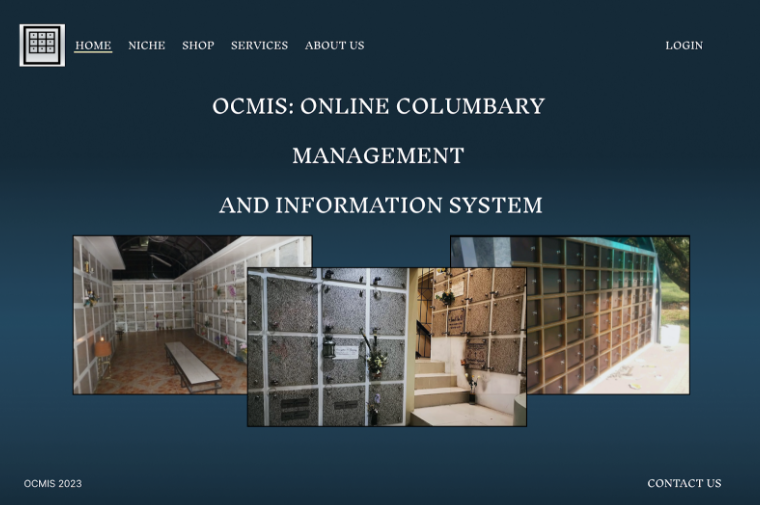 HOME NICHE SHOP SERVICES ABOUT US LOGIN
OCMIS: ONLINE COLUMBARY
MANAGEMENT
AND INFORMATION SYSTEM
OCMIS 2023 CONTACT US